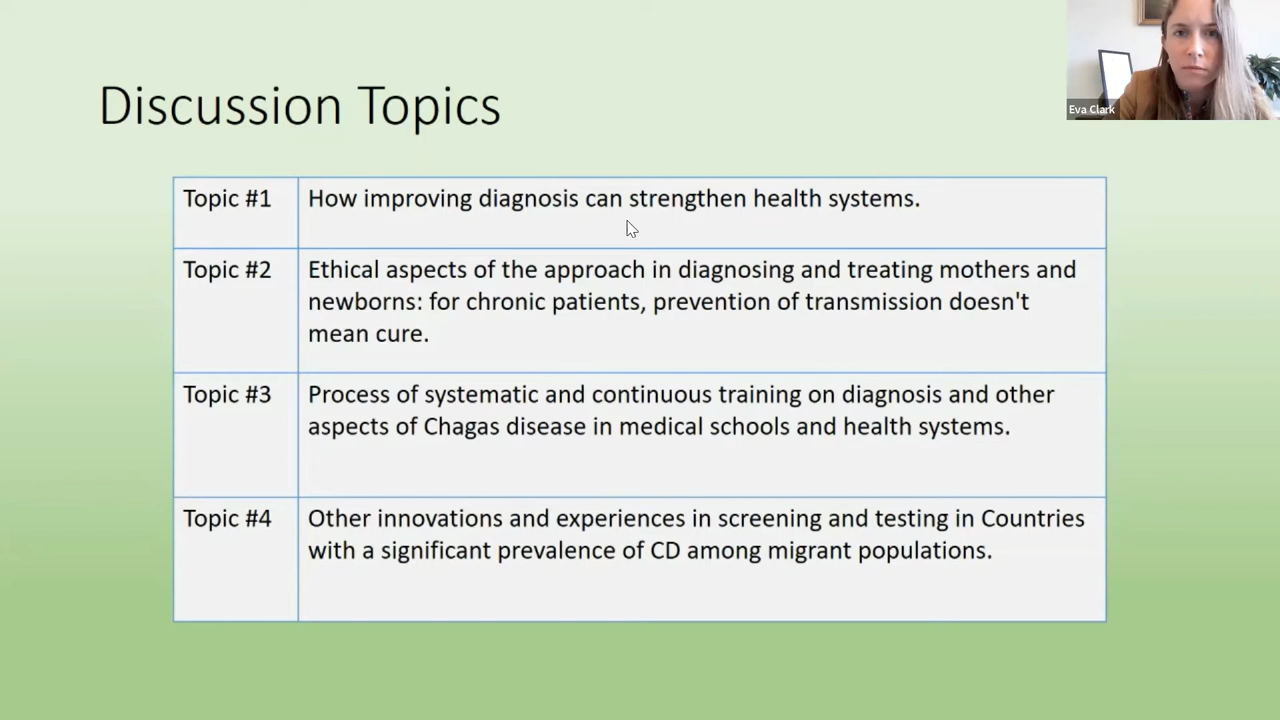 Discussion Topics
Eva Clark
Topic #1
How improving diagnosis can strengthen health systems.
Topic #2
Ethical aspects of the approach in diagnosing and treating mothers and
newborns: for chronic patients, prevention of transmission doesn't
mean cure.
Topic #3
Process of systematic and continuous training on diagnosis and other
aspects of Chagas disease in medical schools and health systems.
Topic #4
Other innovations and experiences in screening and testing in Countries
with a significant prevalence of CD among migrant populations.